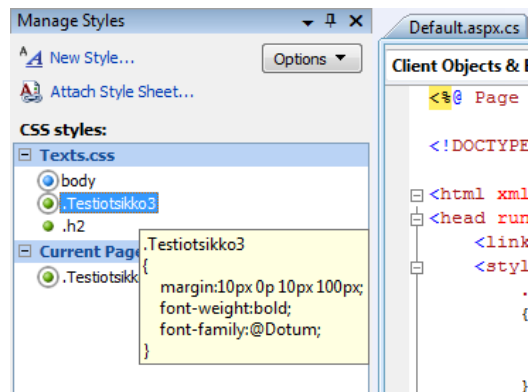 Manage Styles
New Style...
Options
Attach Style Sheet...
CSS styles:
Texts.css
body
.Testiotsikko3
.h2
Current Page
.Testiotsikk
.Testiotsikko3
{
margin:10px 0p 10px 100px;
font-weight:bold;
font-family:@Dotum;
}
Default.aspx.cs
Client Objects &
<%@ Page
<!DOCTYPE
<html xml
<head run
<link
<styl
.
{
}